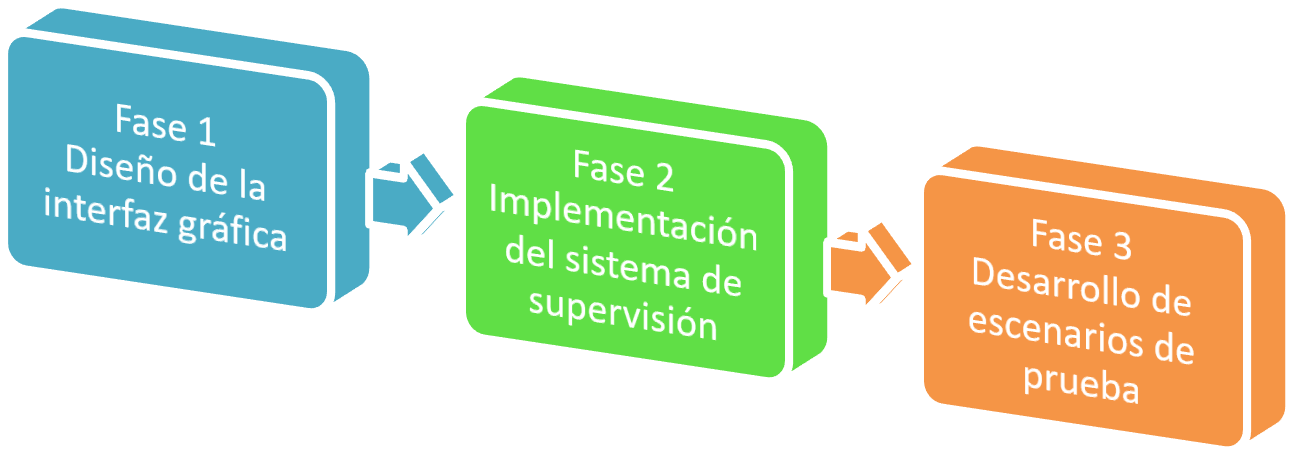 Fase 1
Diseño de la
interfaz gráfica
Fase 2
Implementación
del sistema de
supervisión
Fase 3
Desarrollo de
escenarios de
prueba